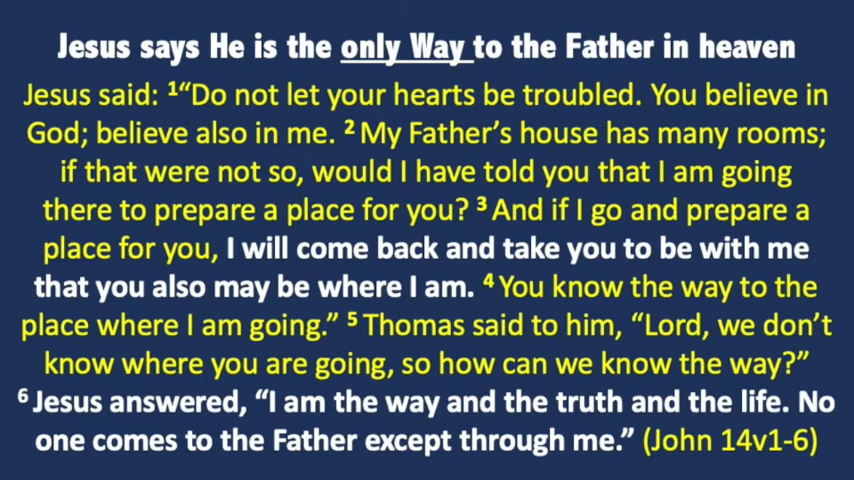 Jesus says He is the only Way to the Father in heaven
Jesus said: ¹“Do not let your hearts be troubled. You believe in
God; believe also in me. ² My Father’s house has many rooms;
if that were not so, would I have told you that I am going
there to prepare a place for you? ³ And if I go and prepare a
place for you, I will come back and take you to be with me
that you also may be where I am. ⁴ You know the way to the
place where I am going.” ⁵ Thomas said to him, “Lord, we don’t
know where you are going, so how can we know the way?”
⁶ Jesus answered, “I am the way and the truth and the life. No
one comes to the Father except through me.” (John 14v1-6)